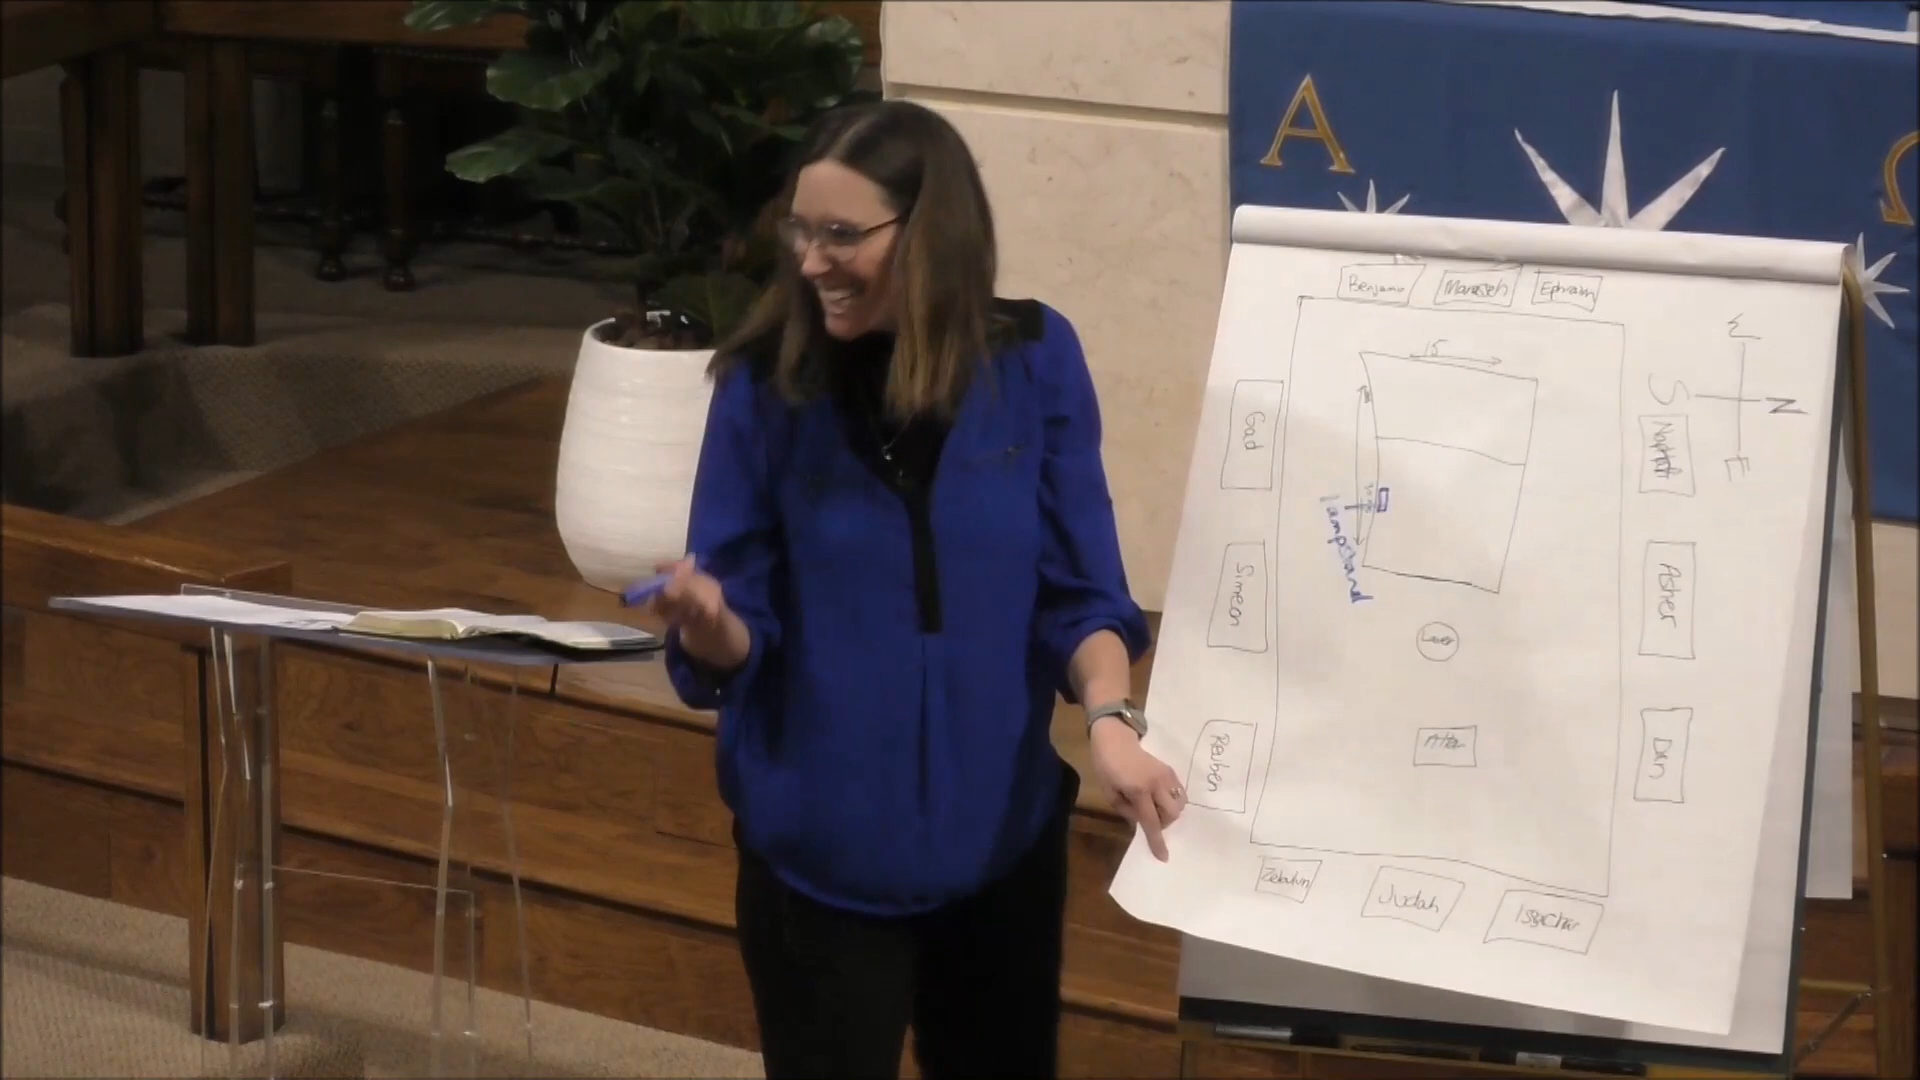 A Ω
Benjamin Manasseh Ephraim
W
15
S N
Gad
Naphtali
E
lampstand
Simeon
Asher
Laver
Reuben
Altar
Dan
Zebulun
Judah
Issachar